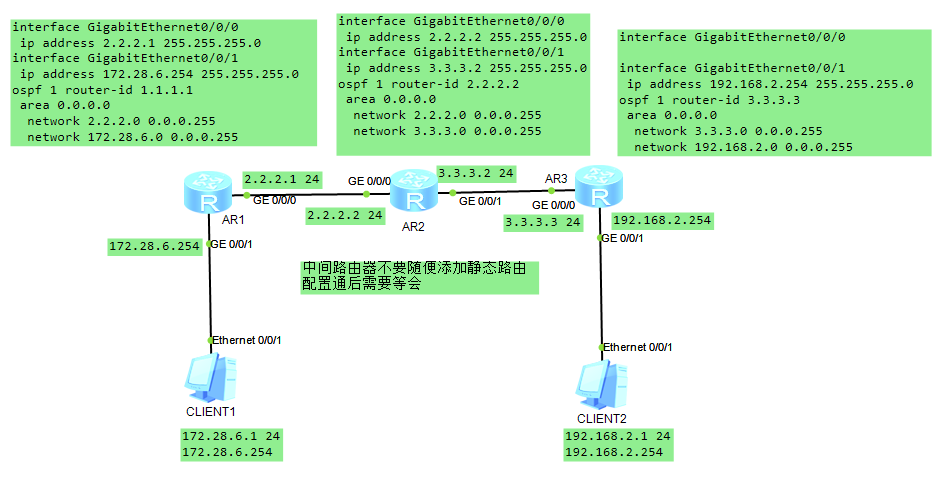 interface GigabitEthernet0/0/0
ip address 2.2.2.1 255.255.255.0
interface GigabitEthernet0/0/1
ip address 172.28.6.254 255.255.255.0
ospf 1 router-id 1.1.1.1
area 0.0.0.0
network 2.2.2.0 0.0.0.255
network 172.28.6.0 0.0.0.255
interface GigabitEthernet0/0/0
ip address 2.2.2.2 255.255.255.0
interface GigabitEthernet0/0/1
ip address 3.3.3.2 255.255.255.0
ospf 1 router-id 2.2.2.2
area 0.0.0.0
network 2.2.2.0 0.0.0.255
network 3.3.3.0 0.0.0.255
interface GigabitEthernet0/0/0
interface GigabitEthernet0/0/1
ip address 192.168.2.254 255.255.255.0
ospf 1 router-id 3.3.3.3
area 0.0.0.0
network 3.3.3.0 0.0.0.255
network 192.168.2.0 0.0.0.255
2.2.2.1 24
GE 0/0/0
3.3.3.2 24
AR3
R
GE 0/0/0
2.2.2.2 24
R
GE 0/0/1
GE 0/0/0
R
AR1
AR2
3.3.3.3 24
192.168.2.254
172.28.6.254
GE 0/0/1
GE 0/0/1
中间路由器不要随便添加静态路由
配置通后需要等会
Ethernet 0/0/1
Ethernet 0/0/1
CLIENT1
CLIENT2
172.28.6.1 24
172.28.6.254
192.168.2.1 24
192.168.2.254